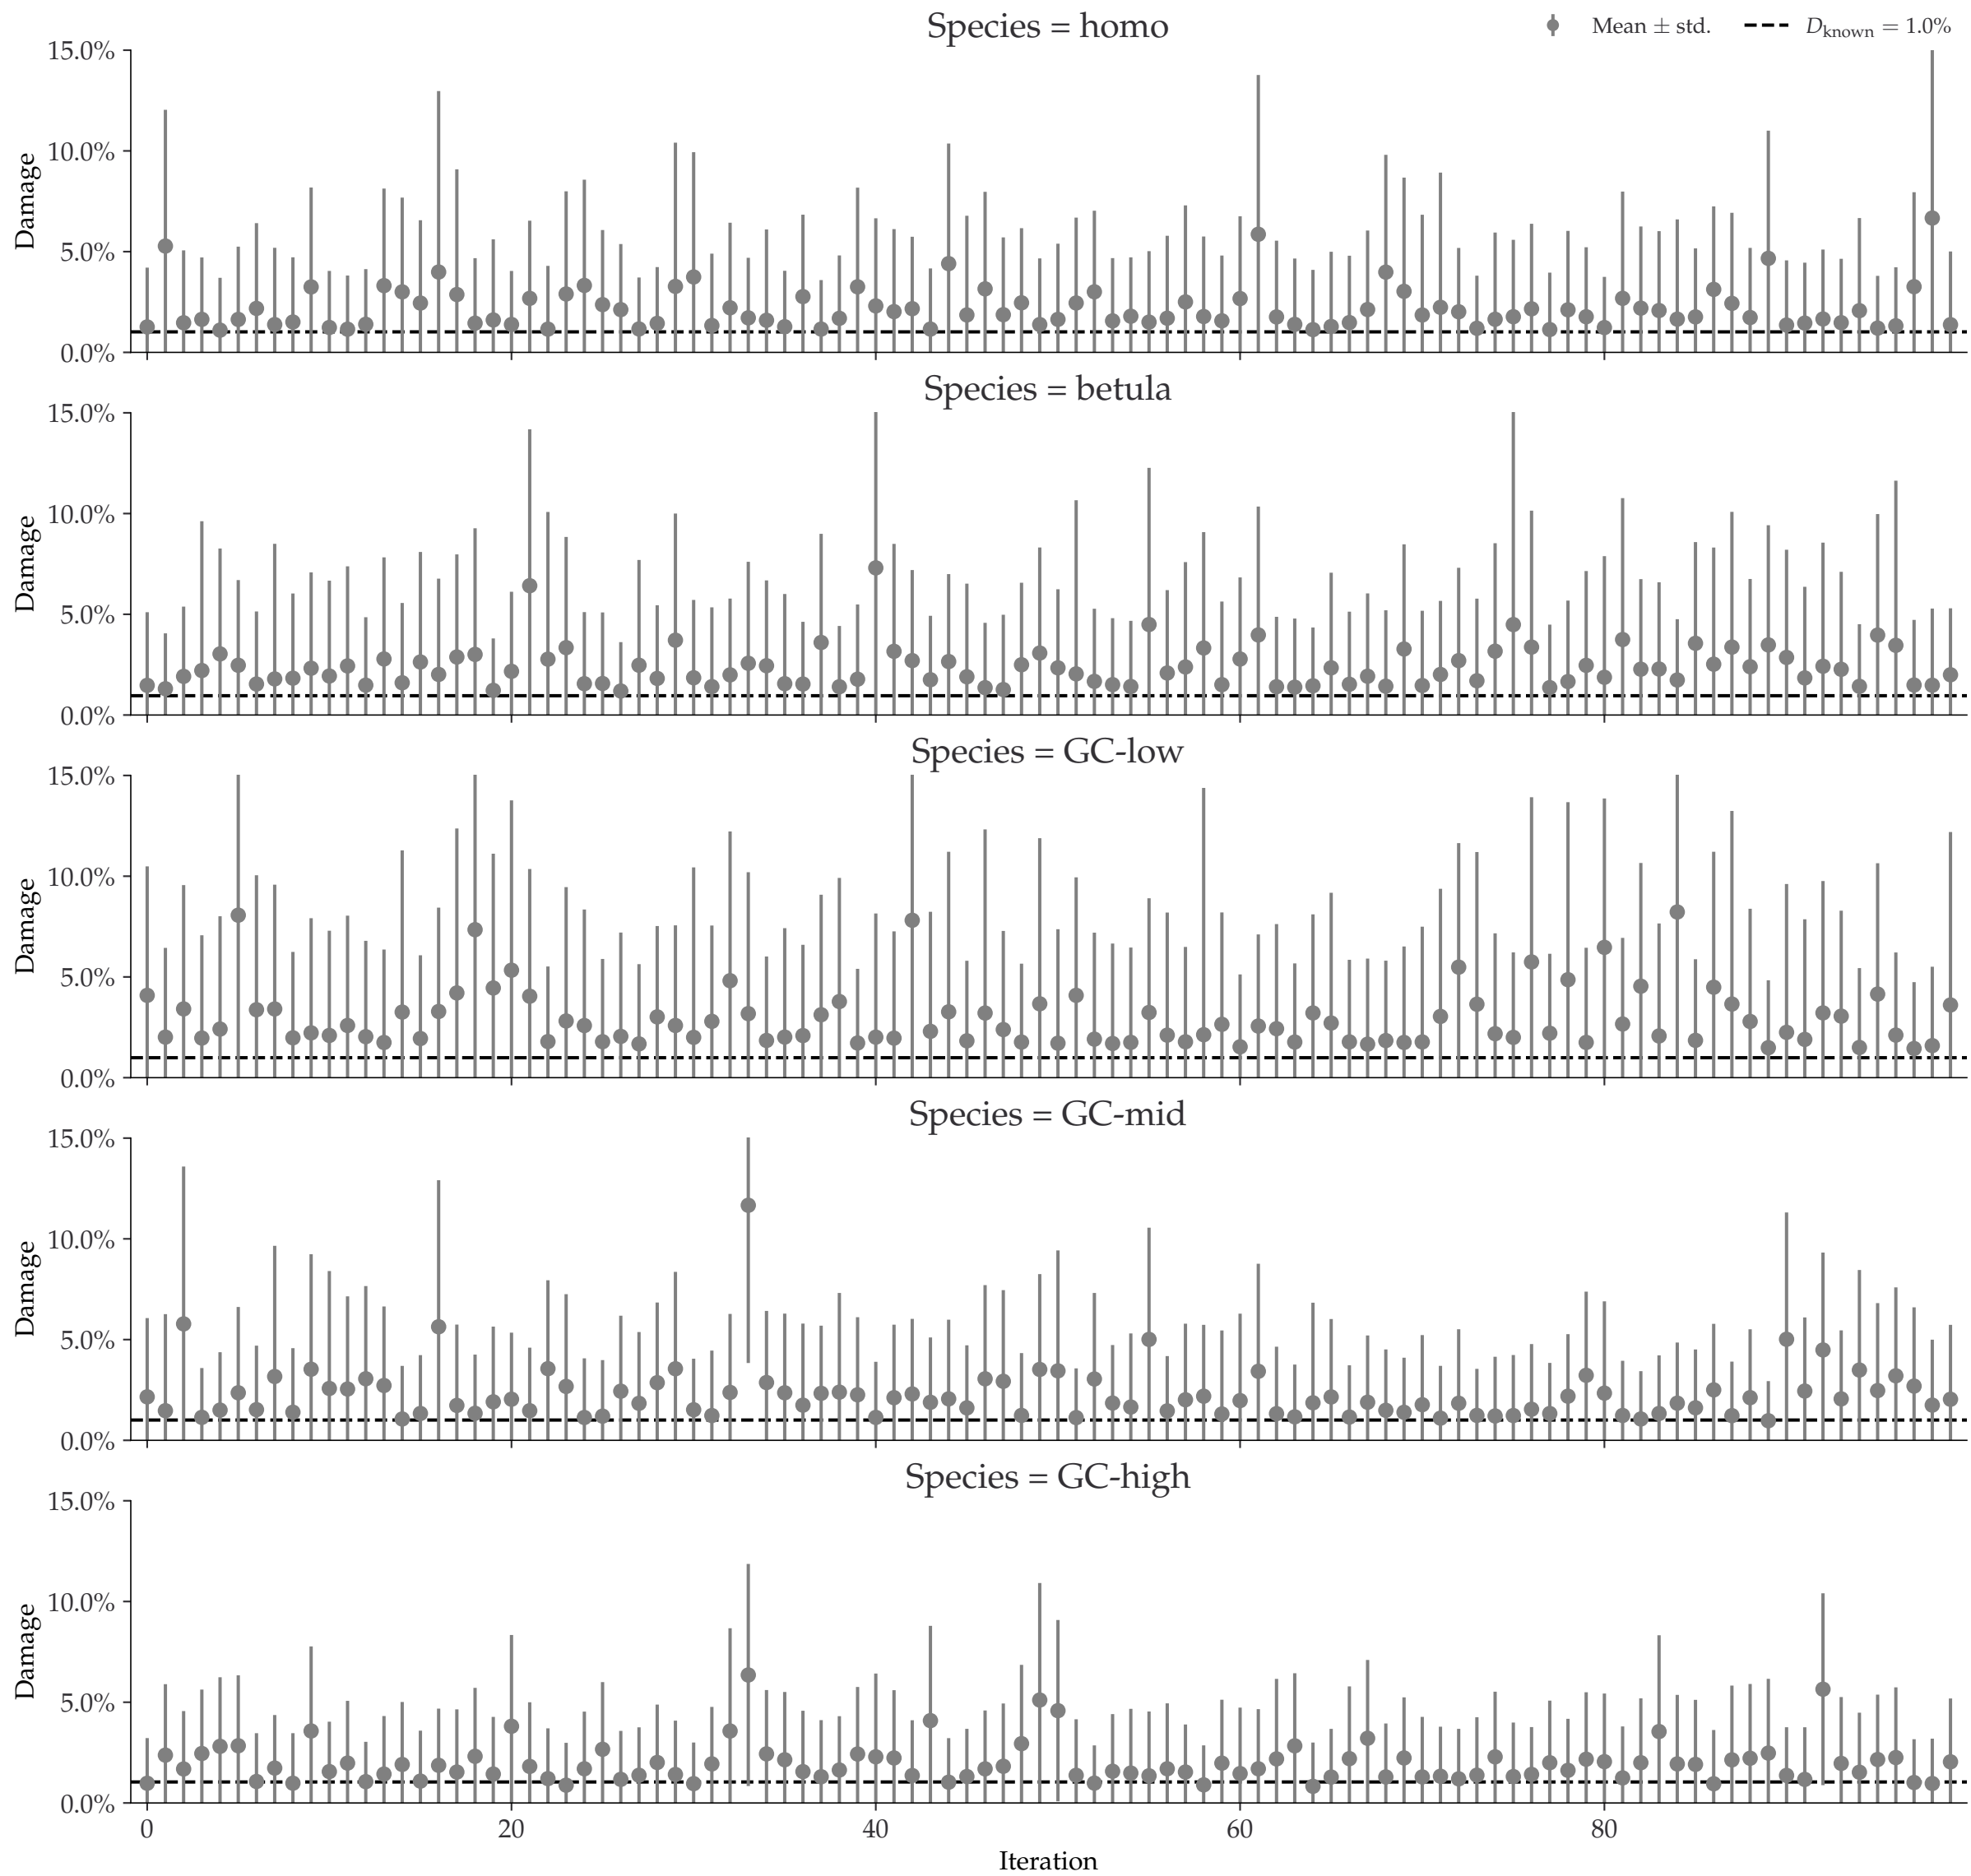 Species = homo
Mean ± std.
D_known = 1.0%
15.0%
10.0%
5.0%
0.0%
Damage
Species = betula
15.0%
10.0%
5.0%
0.0%
Damage
Species = GC-low
15.0%
10.0%
5.0%
0.0%
Damage
Species = GC-mid
15.0%
10.0%
5.0%
0.0%
Damage
Species = GC-high
15.0%
10.0%
5.0%
0.0%
Damage
0 20 40 60 80
Iteration